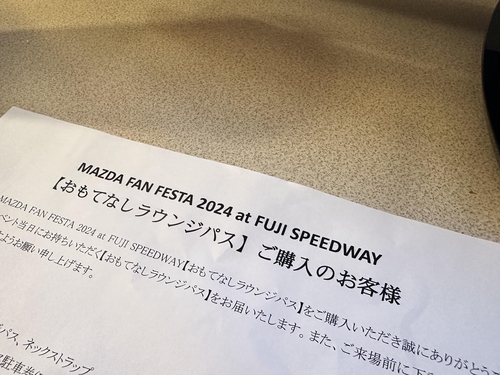 MAZDA FAN FESTA 2024 at FUJI SPEEDWAY
【おもてなしラウンジパス】ご購入のお客様
MAZDA FAN FESTA 2024 at FUJI SPEEDWAY【おもてなしラウンジパス】をご購入いただき誠にありがとう
ベント当日にお持ちいただく【おもてなしラウンジパス】をお届けいたします。また、ご来場前に下
ようお願い申し上げます。
パス、ネックストラップ
駐車券